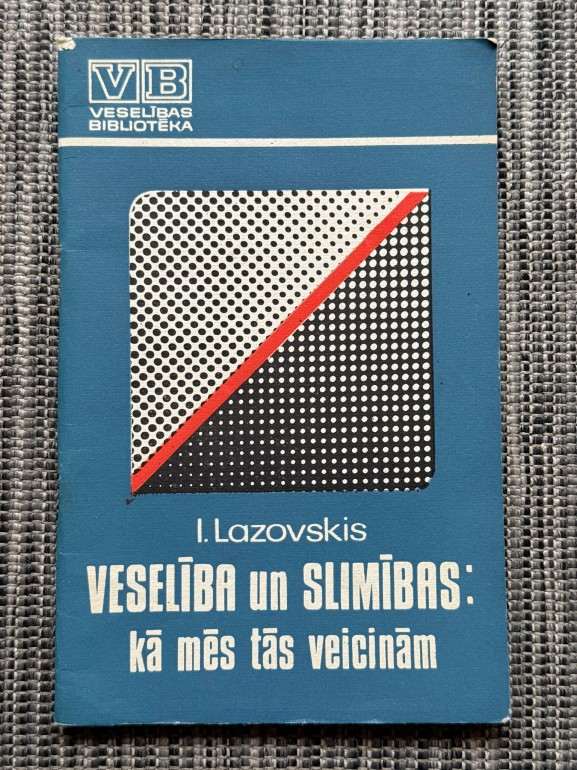 VB
VESELĪBAS
BIBLIOTĒKA
I. Lazovskis
VESELĪBA un SLIMĪBAS:
kā mēs tās veicinām